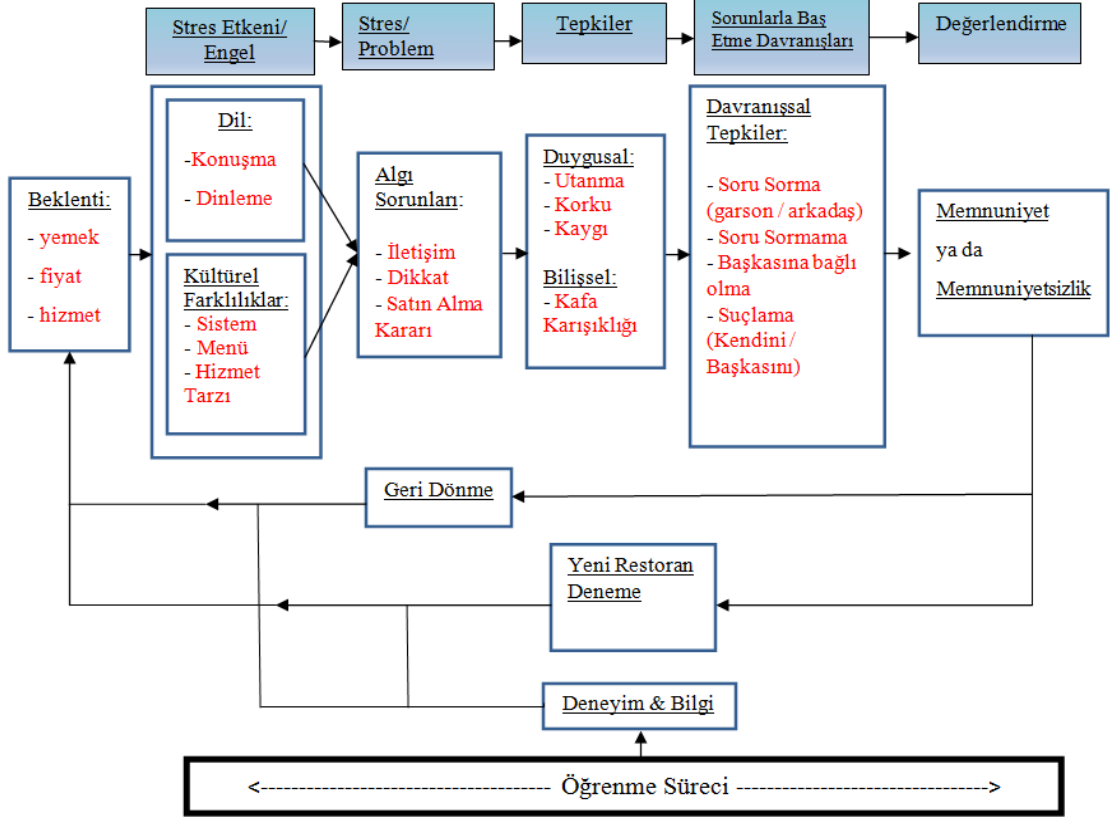 Stres Etkeni/
Engel
Stres/
Problem
Tepkiler
Sorunlarla Baş
Etme Davranışları
Değerlendirme
Beklenti:
- yemek
- fiyat
- hizmet
Dil:
-Konuşma
- Dinleme
Kültürel
Farklılıklar:
- Sistem
- Menü
- Hizmet
Tarzı
Algı
Sorunları:
- İletişim
- Dikkat
- Satın Alma
Kararı
Duygusal:
- Utanma
- Korku
- Kaygı
Bilişsel:
- Kafa
Karışıklığı
Davranışsal
Tepkiler:
- Soru Sorma
(garson / arkadaş)
- Soru Sormama
- Başkasına bağlı
olma
- Suçlama
(Kendini /
Başkasını)
Memnuniyet
ya da
Memnuniyetsizlik
Geri Dönme
Yeni Restoran
Deneme
Deneyim & Bilgi
<--------------------------------------- Öğrenme Süreci ---------------------------------->